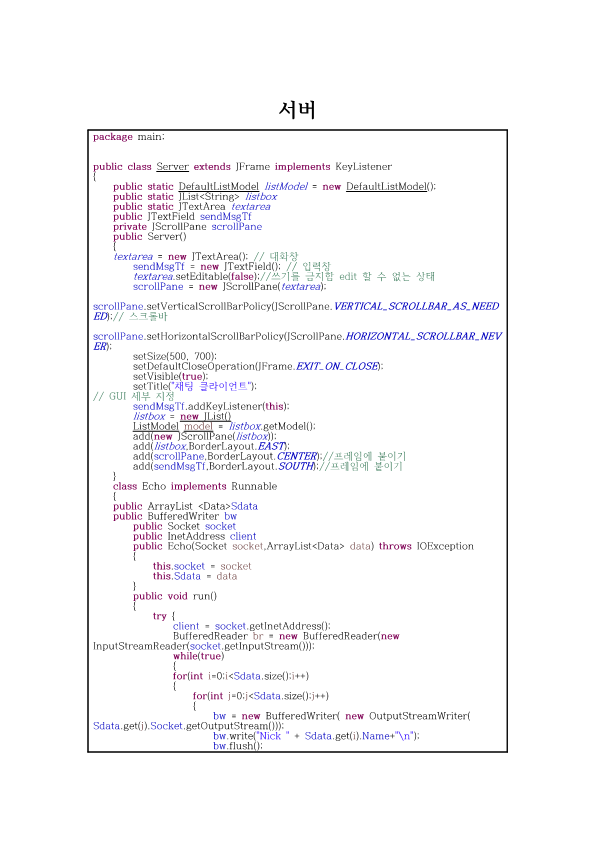 서버
package main;
public class Server extends JFrame implements KeyListener
{
public static DefaultListModel listModel = new DefaultListModel();
public static JList<String> listbox
public static JTextArea textarea
public JTextField sendMsgTf
private JScrollPane scrollPane
public Server()
{
textarea = new JTextArea(); // 대화창
sendMsgTf = new JTextField(); // 입력창
textarea.setEditable(false);//쓰기를 금지함 edit 할 수 없는 상태
scrollPane = new JScrollPane(textarea);
scrollPane.setVerticalScrollBarPolicy(JScrollPane.VERTICAL_SCROLLBAR_AS_NEED
ED);// 스크롤바
scrollPane.setHorizontalScrollBarPolicy(JScrollPane.HORIZONTAL_SCROLLBAR_NEV
ER);
setSize(500, 700);
setDefaultCloseOperation(JFrame.EXIT_ON_CLOSE);
setVisible(true);
setTitle("채팅 클라이언트");
// GUI 세부 지정
sendMsgTf.addKeyListener(this);
listbox = new JList()
ListModel model = listbox.getModel();
add(new JScrollPane(listbox));
add(listbox,BorderLayout.EAST);
add(scrollPane,BorderLayout.CENTER);//프레임에 붙이기
add(sendMsgTf,BorderLayout.SOUTH);//프레임에 붙이기
}
class Echo implements Runnable
{
public ArrayList <Data>Sdata
public BufferedWriter bw
public Socket socket
public InetAddress client
public Echo(Socket socket,ArrayList<Data> data) throws IOException
{
this.socket = socket
this.Sdata = data
}
public void run()
{
try {
client = socket.getInetAddress();
BufferedReader br = new BufferedReader(new
InputStreamReader(socket.getInputStream()));
while(true)
{
for(int i=0;i<Sdata.size();i++)
{
for(int j=0;j<Sdata.size();j++)
{
bw = new BufferedWriter( new OutputStreamWriter(
Sdata.get(j).Socket.getOutputStream()));
bw.write("Nick " + Sdata.get(i).Name+"\n");
bw.flush();